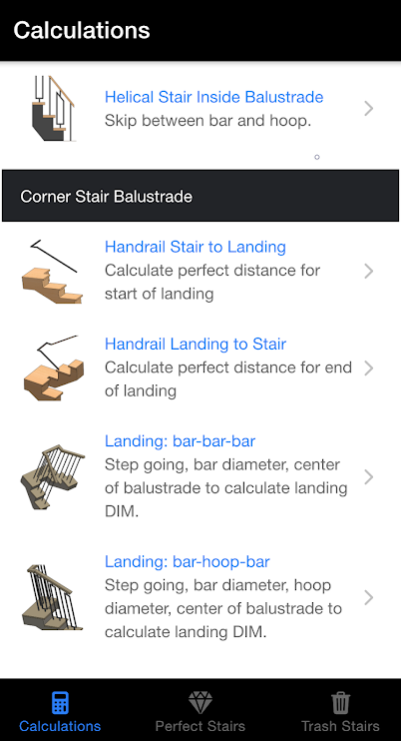 Calculations
Helical Stair Inside Balustrade
Skip between bar and hoop.
Corner Stair Balustrade
Handrail Stair to Landing
Calculate perfect distance for
start of landing
Handrail Landing to Stair
Calculate perfect distance for end
of landing
Landing: bar-bar-bar
Step going, bar diameter, center
of balustrade to calculate landing
DIM.
Landing: bar-hoop-bar
Step going, bar diameter, hoop
diameter, center of balustrade to
calculate landing DIM.
Calculations Perfect Stairs Trash Stairs